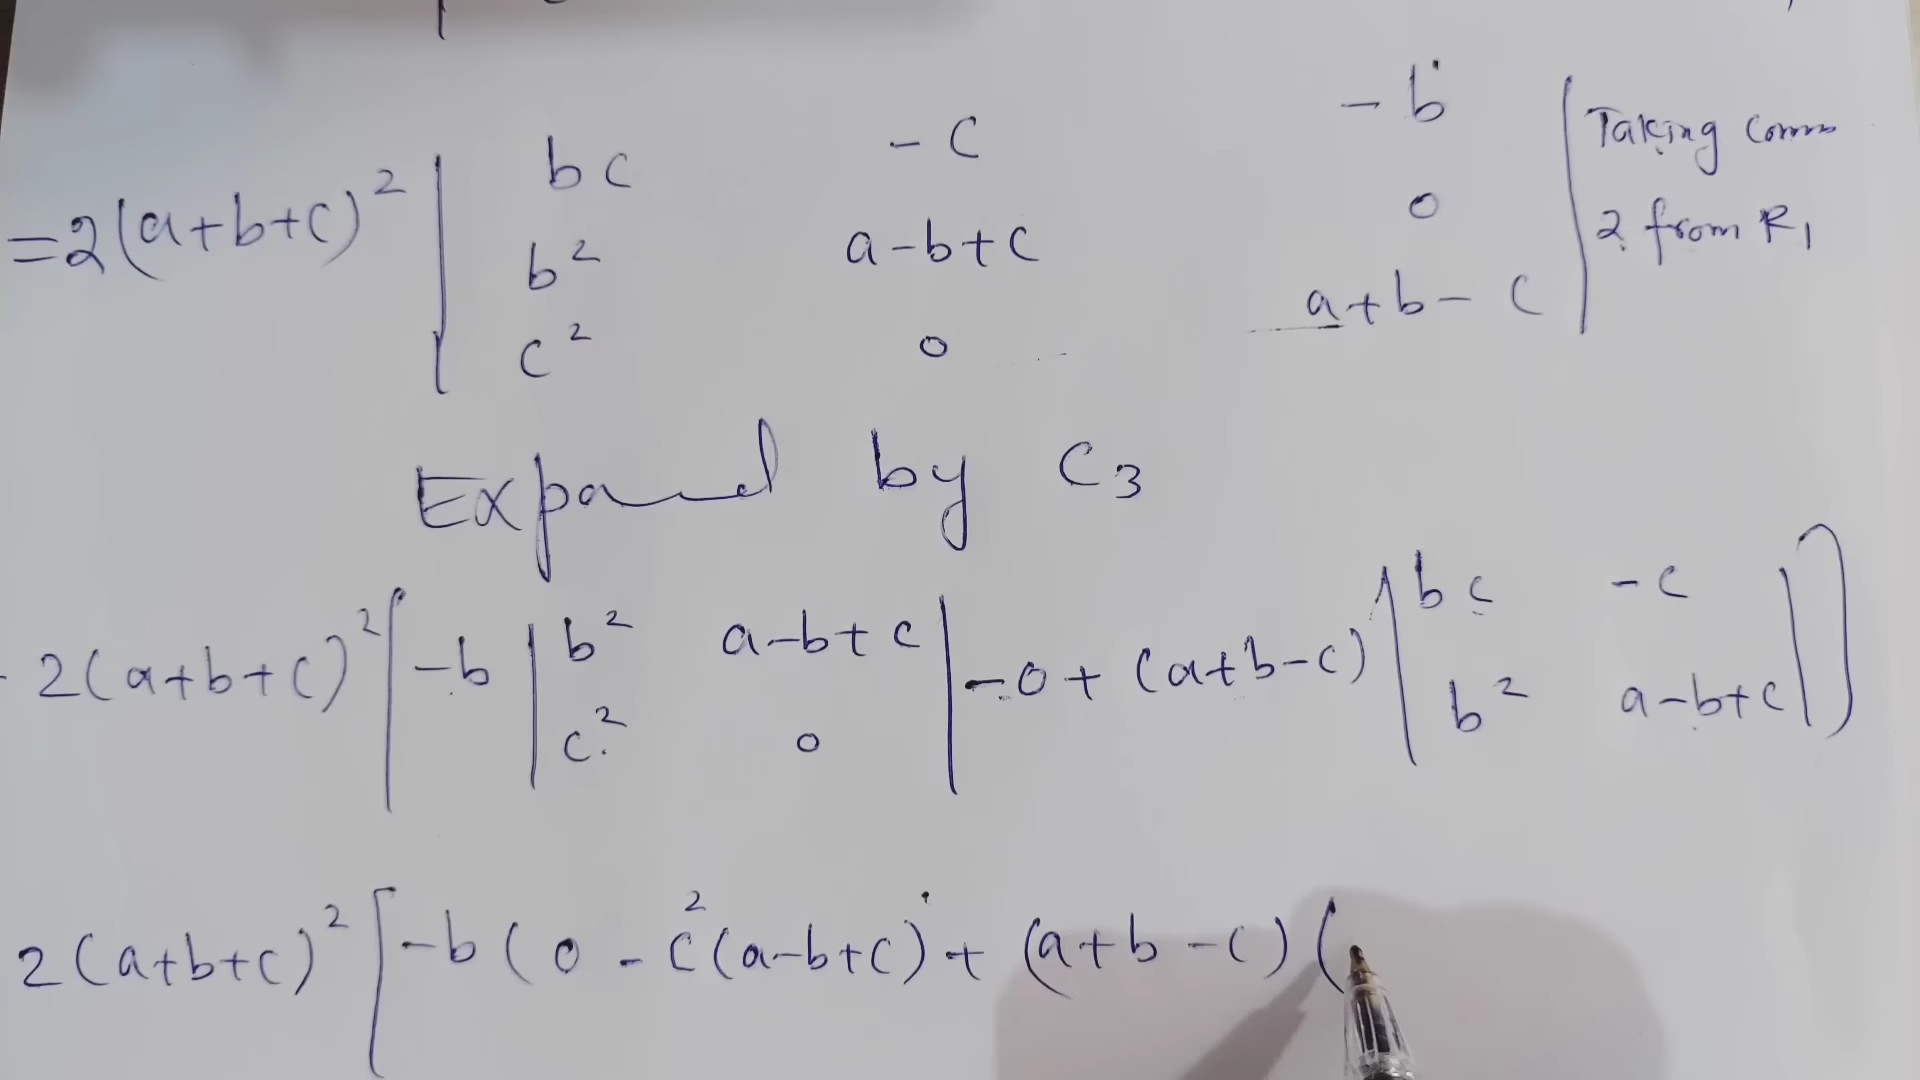 bc -c -b Taking comm
=2(a+b+c)² b² a-b+c 0 2 from R₁
c² 0 a+b-c
Expand by C₃
2(a+b+c)² [-b | b² a-b+c | -0 + (a+b-c) | bc -c |]
c² 0 b² a-b+c
2(a+b+c)² [-b(0 - c²(a-b+c) + (a+b-c)(